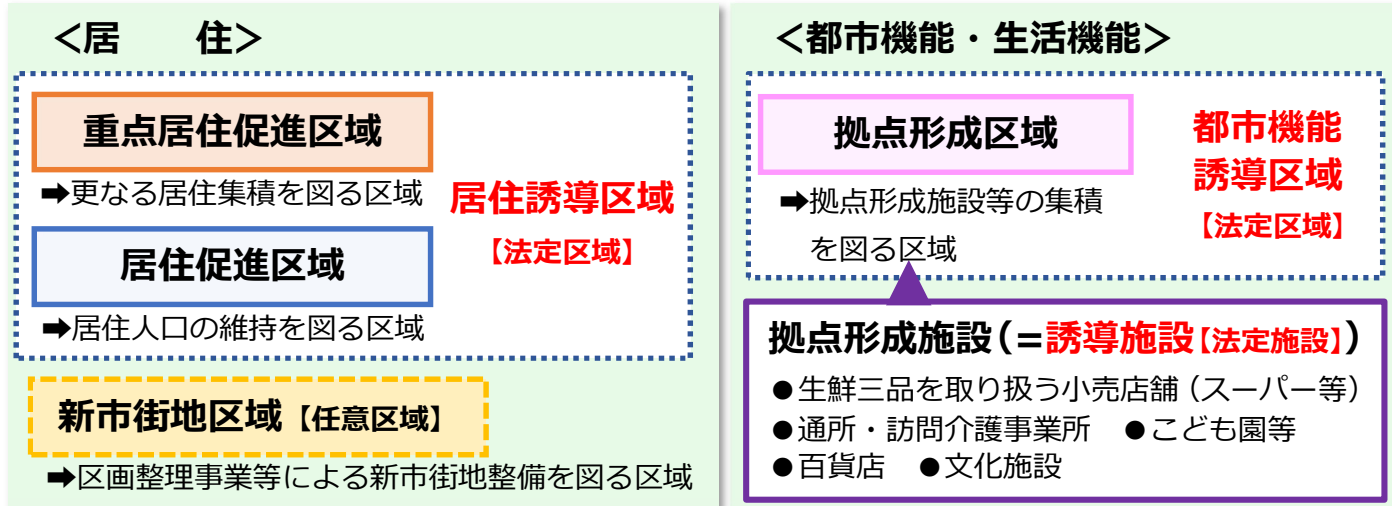 <居　住>
重点居住促進区域
➡更なる居住集積を図る区域
居住促進区域
➡居住人口の維持を図る区域
居住誘導区域
【法定区域】
新市街地区域【任意区域】
➡区画整理事業等による新市街地整備を図る区域
<都市機能・生活機能>
拠点形成区域
➡拠点形成施設等の集積
を図る区域
都市機能
誘導区域
【法定区域】
拠点形成施設(=誘導施設【法定施設】)
●生鮮三品を取り扱う小売店舗(スーパー等)
●通所・訪問介護事業所　●こども園等
●百貨店　●文化施設